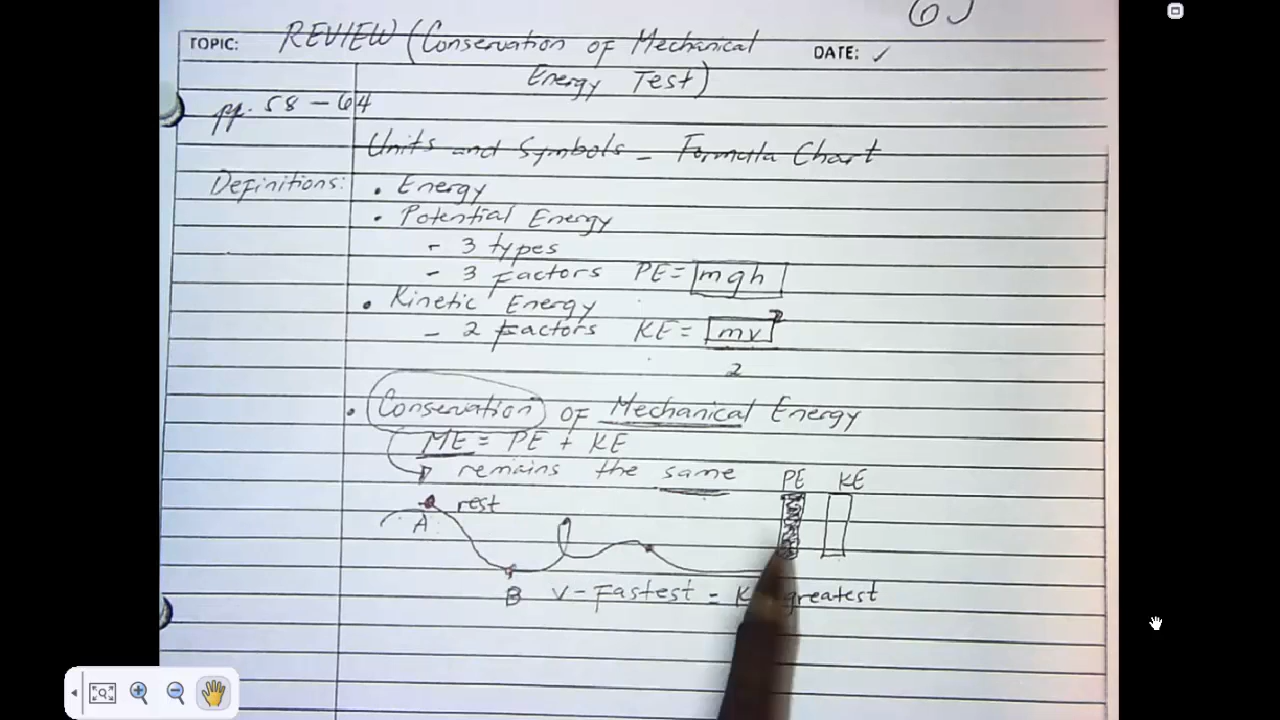 65
TOPIC: REVIEW (Conservation of Mechanical DATE: ✓
Energy Test)
pp. 58 - 64
Units and Symbols - Formula Chart
Definitions: • Energy
• Potential Energy
- 3 types
- 3 Factors PE = mgh
• Kinetic Energy
- 2 Factors KE = mv²
2
• Conservation of Mechanical Energy
ME = PE + KE
remains the same PE KE
rest
A
B V - Fastest = K greatest